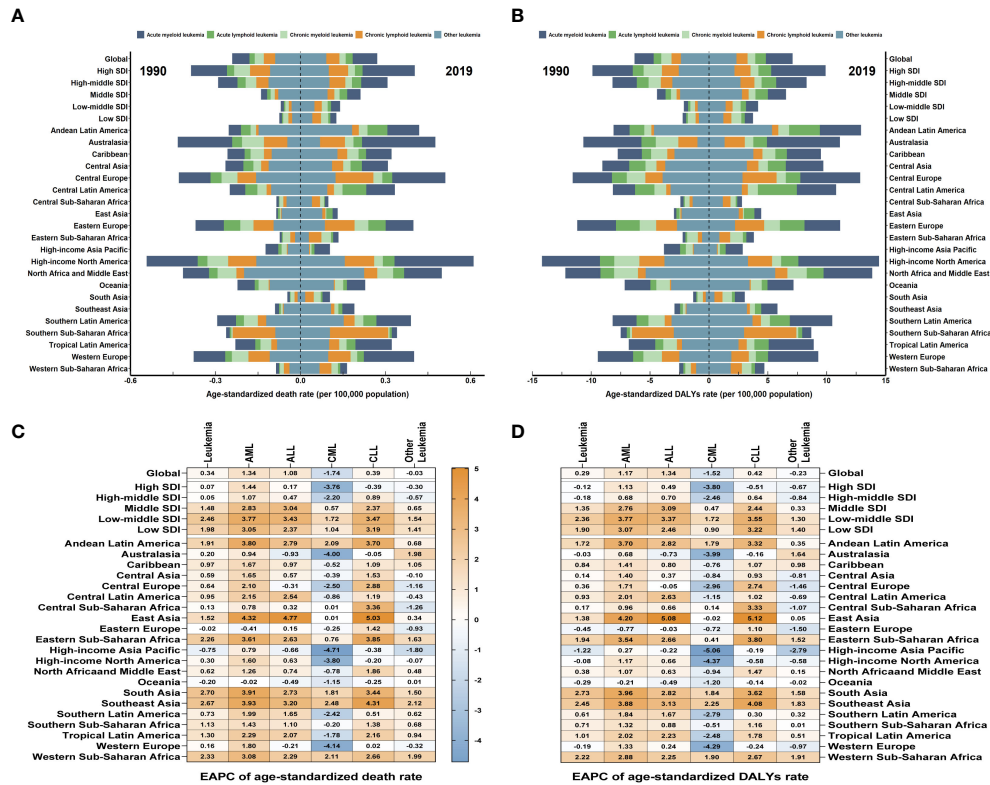 A
Acute myeloid leukemia Acute lymphoid leukemia Chronic myeloid leukemia Chronic lymphoid leukemia Other leukemia
1990
2019
Global
High SDI
High-middle SDI
Middle SDI
Low-middle SDI
Low SDI
Andean Latin America
Australasia
Caribbean
Central Asia
Central Europe
Central Latin America
Central Sub-Saharan Africa
East Asia
Eastern Europe
Eastern Sub-Saharan Africa
High-income Asia Pacific
High-income North America
North Africa and Middle East
Oceania
South Asia
Southeast Asia
Southern Latin America
Southern Sub-Saharan Africa
Tropical Latin America
Western Europe
Western Sub-Saharan Africa
-0.6 -0.3 0.0 0.3 0.6
Age-standardized death rate (per 100,000 population)
B
Acute myeloid leukemia Acute lymphoid leukemia Chronic myeloid leukemia Chronic lymphoid leukemia Other leukemia
1990
2019
Global
High SDI
High-middle SDI
Middle SDI
Low-middle SDI
Low SDI
Andean Latin America
Australasia
Caribbean
Central Asia
Central Europe
Central Latin America
Central Sub-Saharan Africa
East Asia
Eastern Europe
Eastern Sub-Saharan Africa
High-income Asia Pacific
High-income North America
North Africa and Middle East
Oceania
South Asia
Southeast Asia
Southern Latin America
Southern Sub-Saharan Africa
Tropical Latin America
Western Europe
Western Sub-Saharan Africa
-15 -10 -5 0 5 10 15
Age-standardized DALYs rate (per 100,000 population)
C
Leukemia AML ALL CML CLL Other Leukemia
Global 0.34 1.34 1.08 -1.74 0.39 -0.03
High SDI 0.07 1.44 0.17 -3.76 -0.39 -0.30
High-middle SDI 0.05 1.07 0.47 -2.20 0.89 -0.57
Middle SDI 1.48 2.83 3.04 0.57 2.37 0.65
Low-middle SDI 2.46 3.77 3.43 1.72 3.47 1.54
Low SDI 1.98 3.05 2.37 1.04 3.19 1.41
Andean Latin America 1.91 3.80 2.79 2.09 3.70 0.68
Australasia 0.20 0.94 -0.93 -4.00 -0.05 1.98
Caribbean 0.97 1.67 0.97 -0.52 1.09 1.05
Central Asia 0.59 1.65 0.57 -0.39 1.53 -0.10
Central Europe 0.64 2.10 -0.31 -2.50 2.88 -1.16
Central Latin America 0.95 2.15 2.54 -0.86 1.19 -0.43
Central Sub-Saharan Africa 0.13 0.78 0.32 0.01 3.36 -1.26
East Asia 1.52 4.32 4.77 0.01 5.03 0.34
Eastern Europe -0.02 -0.41 0.15 -0.25 1.42 -0.93
Eastern Sub-Saharan Africa 2.26 3.61 2.63 0.76 3.85 1.63
High-income Asia Pacific -0.75 0.79 -0.66 -4.71 -0.38 -1.80
High-income North America 0.30 1.60 0.63 -3.80 -0.20 -0.07
North Africaand Middle East 0.62 1.26 0.74 -0.78 1.86 0.48
Oceania -0.20 -0.02 -0.49 -1.15 -0.25 0.01
South Asia 2.70 3.91 2.73 1.81 3.44 1.50
Southeast Asia 2.67 3.93 3.20 2.48 4.31 2.12
Southern Latin America 0.73 1.99 1.65 -2.42 0.51 0.62
Southern Sub-Saharan Africa 1.13 1.43 1.10 -0.20 1.38 0.68
Tropical Latin America 1.30 2.29 2.07 -1.78 2.16 0.94
Western Europe 0.16 1.80 -0.21 -4.14 0.02 -0.32
Western Sub-Saharan Africa 2.33 3.08 2.29 2.11 2.66 1.99
EAPC of age-standardized death rate
5
4
3
2
1
0
-1
-2
-3
-4
D
Leukemia AML ALL CML CLL Other Leukemia
0.29 1.17 1.34 -1.52 0.42 -0.23 Global
-0.12 1.13 0.49 -3.80 -0.51 -0.67 High SDI
-0.18 0.68 0.70 -2.46 0.64 -0.84 High-middle SDI
1.35 2.76 3.09 0.47 2.44 0.33 Middle SDI
2.36 3.77 3.37 1.72 3.55 1.30 Low-middle SDI
1.90 3.07 2.46 0.90 3.22 1.40 Low SDI
1.72 3.70 2.82 1.79 3.32 0.35 Andean Latin America
-0.03 0.68 -0.73 -3.99 -0.16 1.64 Australasia
0.84 1.41 0.80 -0.76 1.07 0.98 Caribbean
0.14 1.40 0.37 -0.84 0.93 -0.81 Central Asia
0.36 1.71 -0.05 -2.96 2.74 -1.46 Central Europe
0.93 2.01 2.63 -1.15 1.02 -0.69 Central Latin America
0.17 0.96 0.66 0.14 3.33 -1.07 Central Sub-Saharan Africa
1.38 4.20 5.08 -0.02 5.12 0.05 East Asia
-0.45 -0.77 -0.03 -0.72 1.10 -1.50 Eastern Europe
1.94 3.54 2.66 0.41 3.80 1.52 Eastern Sub-Saharan Africa
-1.22 0.27 -0.22 -5.06 -0.19 -2.79 High-income Asia Pacific
-0.08 1.17 0.66 -4.37 -0.58 -0.58 High-income North America
0.38 1.07 0.63 -0.94 1.47 0.15 North Africaand Middle East
-0.29 -0.21 -0.49 -1.20 -0.14 -0.02 Oceania
2.73 3.96 2.82 1.84 3.62 1.58 South Asia
2.45 3.88 3.13 2.25 4.08 1.83 Southeast Asia
0.61 1.84 1.67 -2.79 0.30 0.32 Southern Latin America
0.71 1.32 0.88 -0.51 1.16 0.01 Southern Sub-Saharan Africa
1.01 2.02 2.23 -2.48 1.78 0.51 Tropical Latin America
-0.19 1.33 0.24 -4.29 -0.24 -0.97 Western Europe
2.22 2.88 2.25 1.90 2.67 1.91 Western Sub-Saharan Africa
EAPC of age-standardized DALYs rate